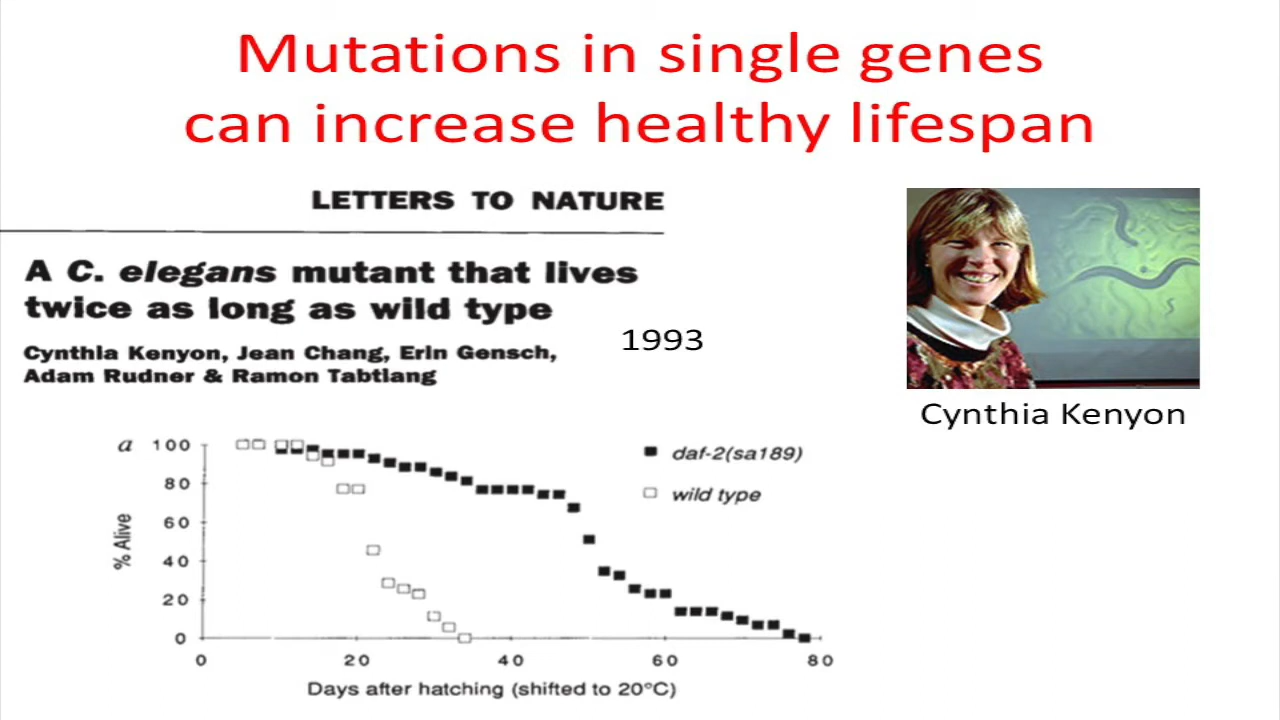 Mutations in single genes
can increase healthy lifespan
LETTERS TO NATURE
A C. elegans mutant that lives
twice as long as wild type
1993
Cynthia Kenyon, Jean Chang, Erin Gensch,
Adam Rudner & Ramon Tabtiang
Cynthia Kenyon
a
100
80
60
40
20
0
% Alive
daf-2(sa189)
wild type
0 20 40 60 80
Days after hatching (shifted to 20°C)